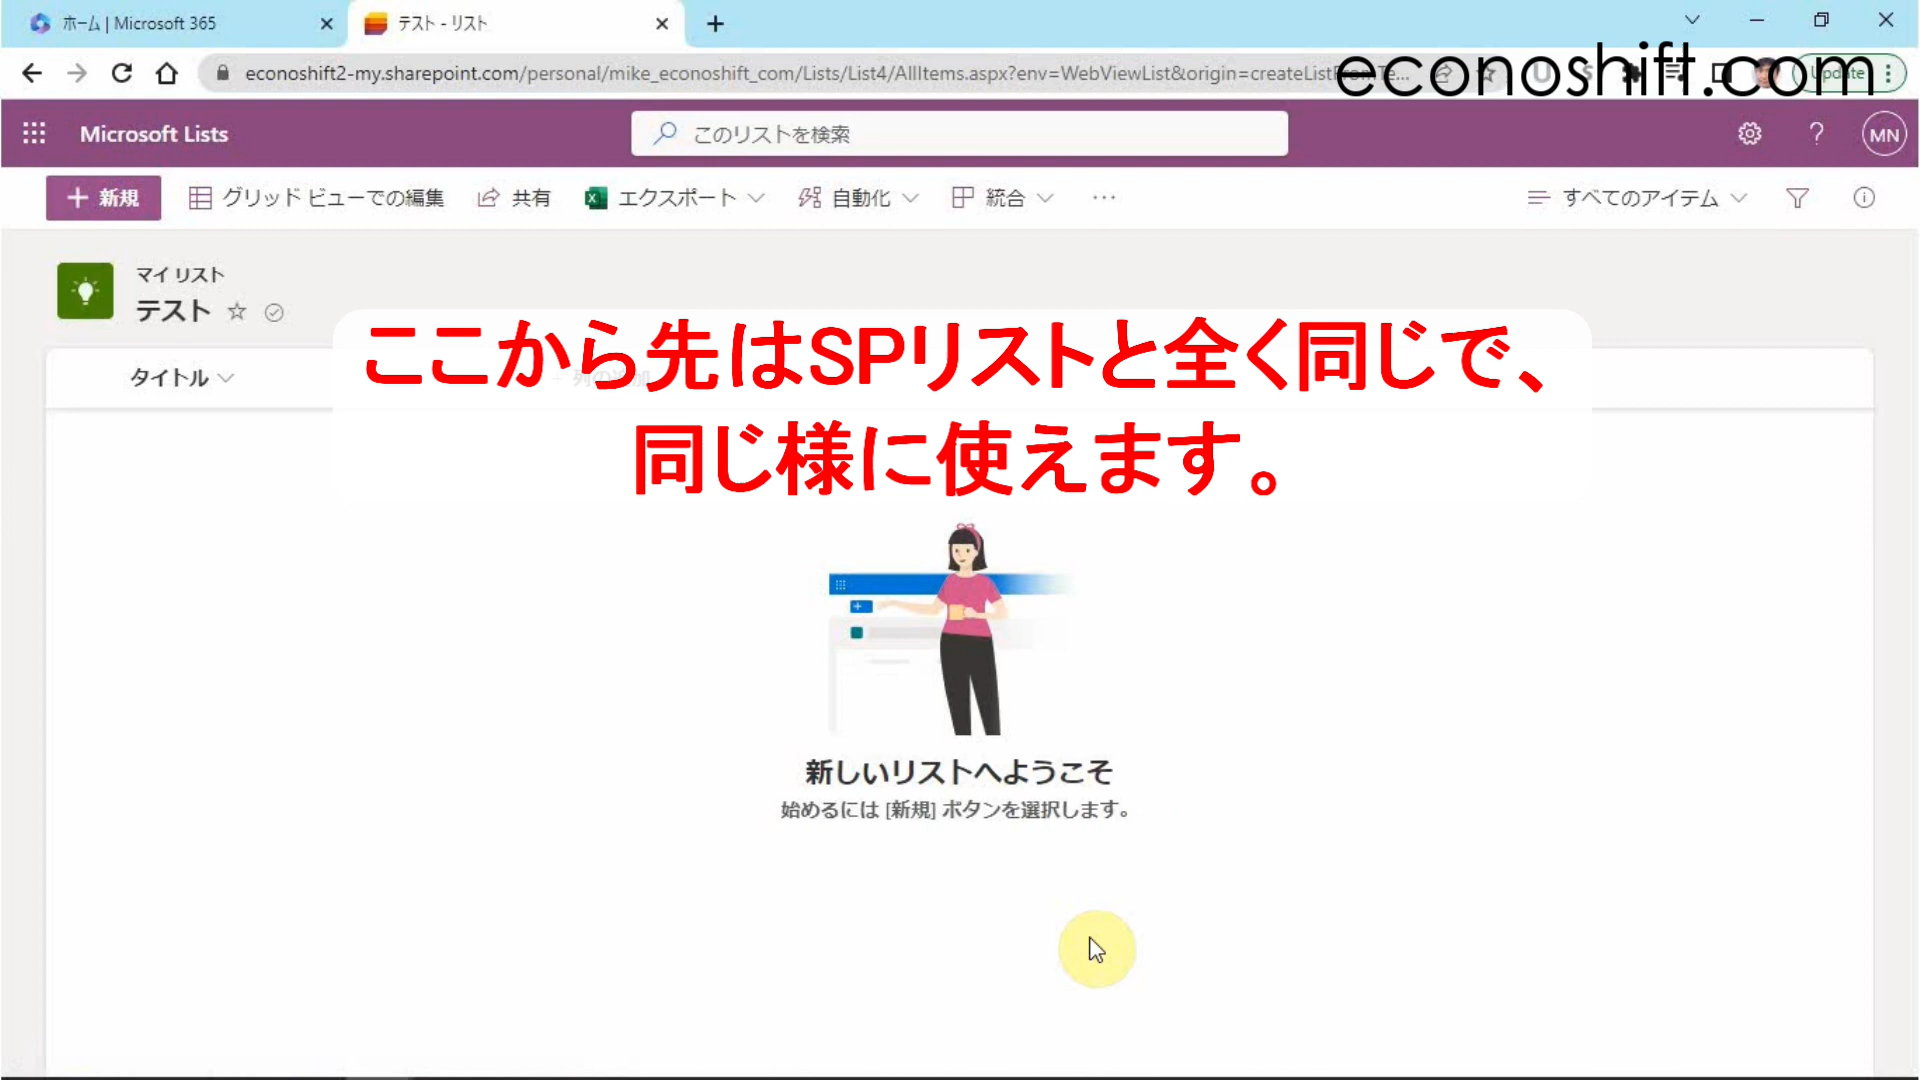 ホーム | Microsoft 365
テスト - リスト
econoshift.com
econoshift2-my.sharepoint.com/personal/mike_econoshift_com/Lists/List4/AllItems.aspx?env=WebViewList&origin=createList
Update
Microsoft Lists
このリストを検索
MN
新規
グリッド ビューでの編集
共有
エクスポート
自動化
統合
すべてのアイテム
マイ リスト
テスト
ここから先はSPリストと全く同じで、
同じ様に使えます。
タイトル
列の追加
新しいリストへようこそ
始めるには [新規] ボタンを選択します。